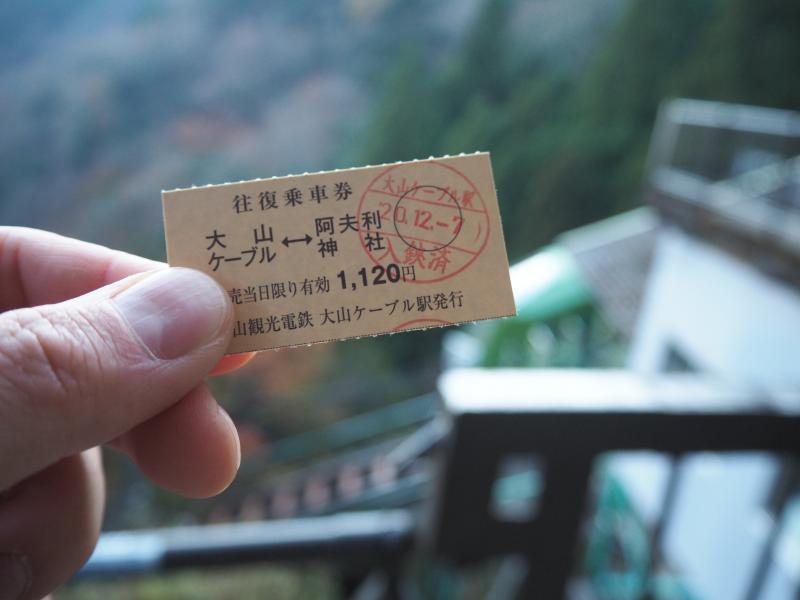 往復乗車券
大山ケーブル↔阿夫利神社
売当日限り有効 1,120円
山観光電鉄 大山ケーブル駅発行
大山ケーブル駅
20.12.-7
入鋏済